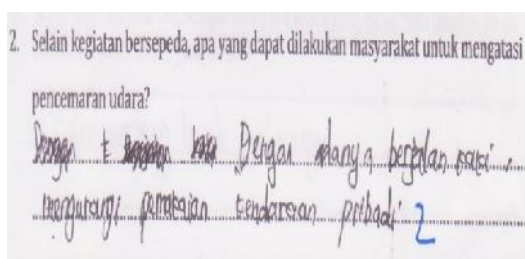 2. Selain kegiatan bersepeda, apa yang dapat dilakukan masyarakat untuk mengatasi
pencemaran udara?
Dengan adanya berjalan kaki,
mengurangi pemakaian kendaraan pribadi 2